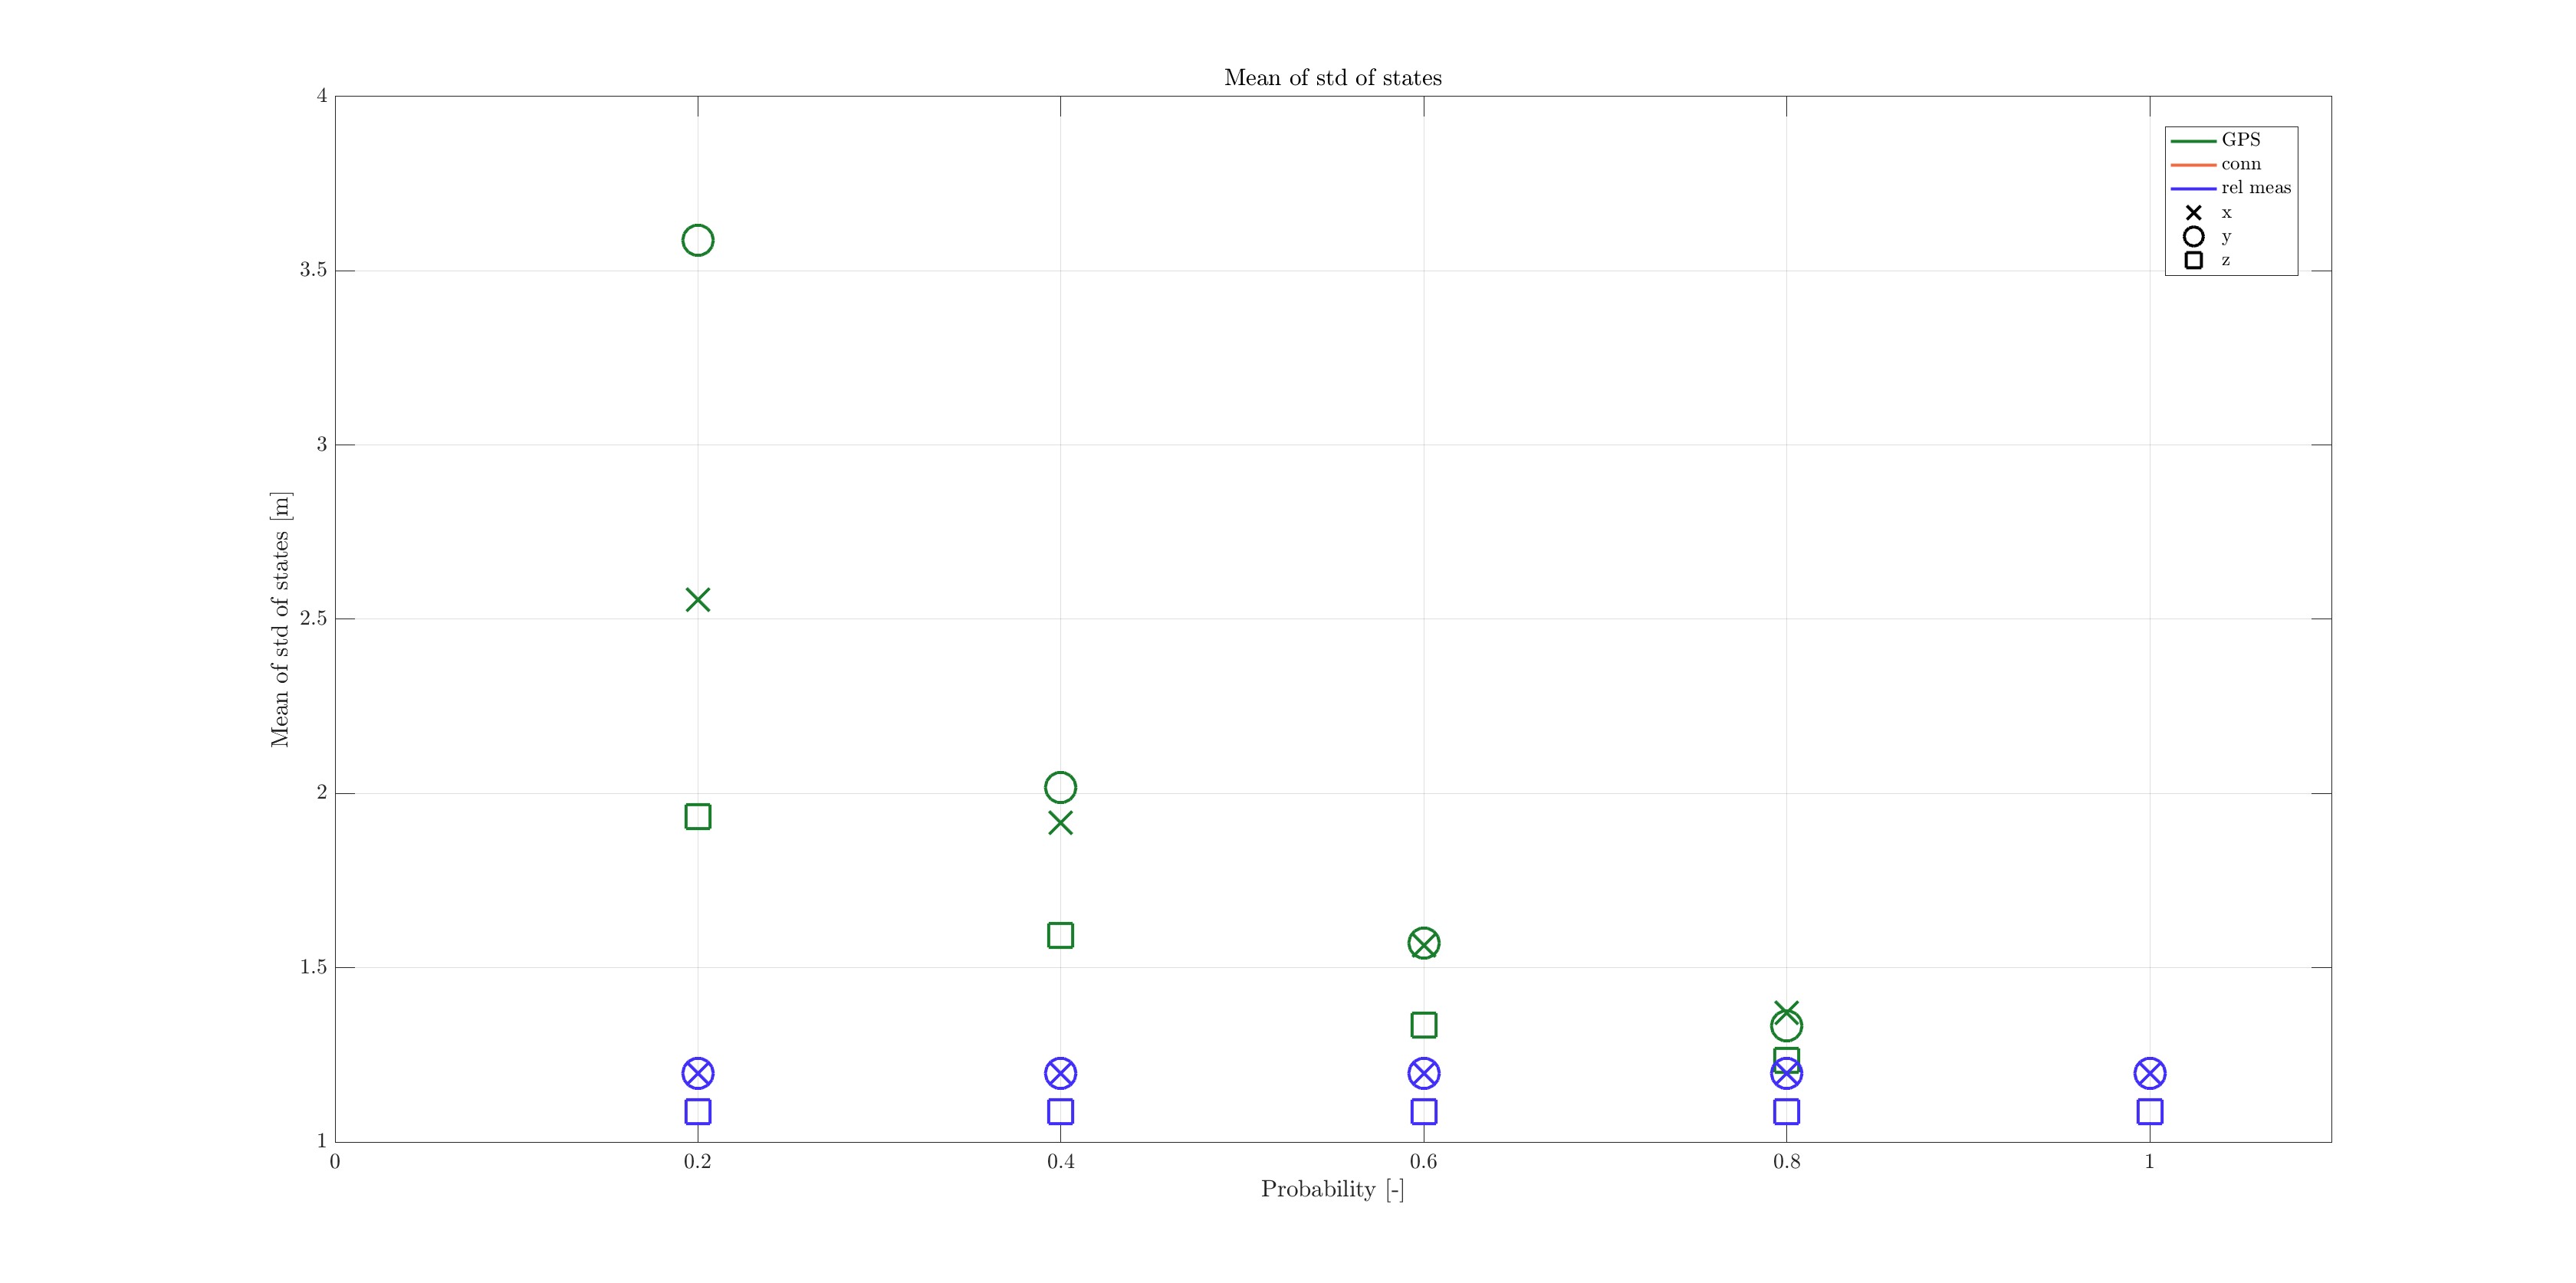 Mean of std of states
4
3.5
3
2.5
2
1.5
1
Mean of std of states [m]
GPS
conn
rel meas
x
y
z
0 0.2 0.4 0.6 0.8 1
Probability [-]